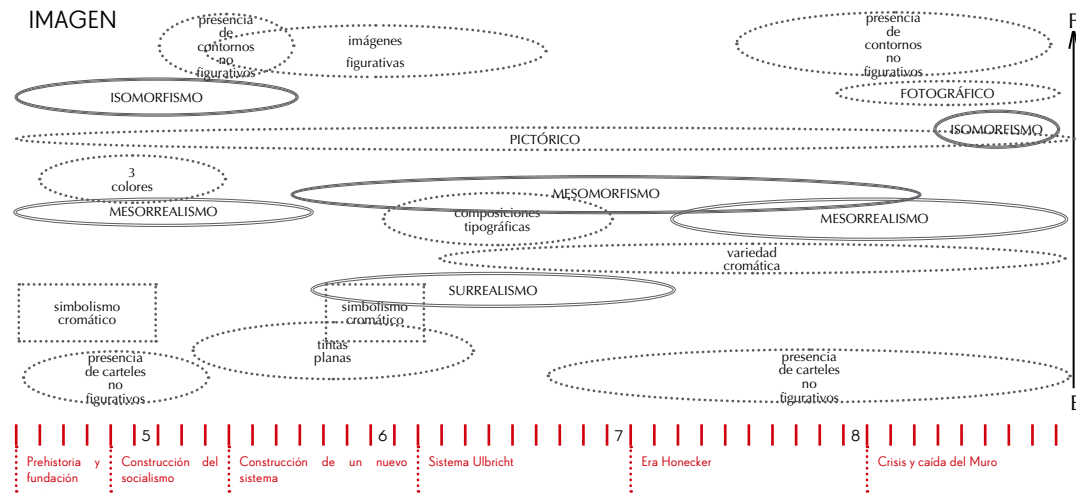 IMAGEN
presencia
de
contornos
no
figurativos
imágenes
figurativas
presencia
de
contornos
no
figurativos
ISOMORFISMO
FOTOGRÁFICO
PICTÓRICO
ISOMORFISMO
3
colores
MESORREALISMO
MESOMORFISMO
composiciones
tipográficas
MESORREALISMO
variedad
cromática
SURREALISMO
simbolismo
cromático
simbolismo
cromático
tintas
planas
presencia
de carteles
no
figurativos
presencia
de carteles
no
figurativos
5
6
7
8
Prehistoria y
fundación
Construcción del
socialismo
Construcción de un nuevo
sistema
Sistema Ulbricht
Era Honecker
Crisis y caída del Muro